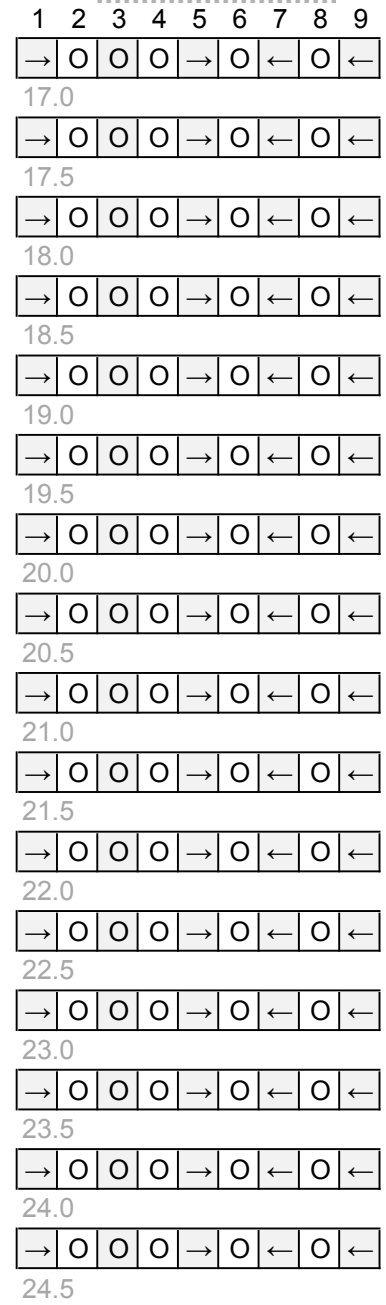 1 2 3 4 5 6 7 8 9
→ O O O → O ← O ←
17.0
→ O O O → O ← O ←
17.5
→ O O O → O ← O ←
18.0
→ O O O → O ← O ←
18.5
→ O O O → O ← O ←
19.0
→ O O O → O ← O ←
19.5
→ O O O → O ← O ←
20.0
→ O O O → O ← O ←
20.5
→ O O O → O ← O ←
21.0
→ O O O → O ← O ←
21.5
→ O O O → O ← O ←
22.0
→ O O O → O ← O ←
22.5
→ O O O → O ← O ←
23.0
→ O O O → O ← O ←
23.5
→ O O O → O ← O ←
24.0
→ O O O → O ← O ←
24.5